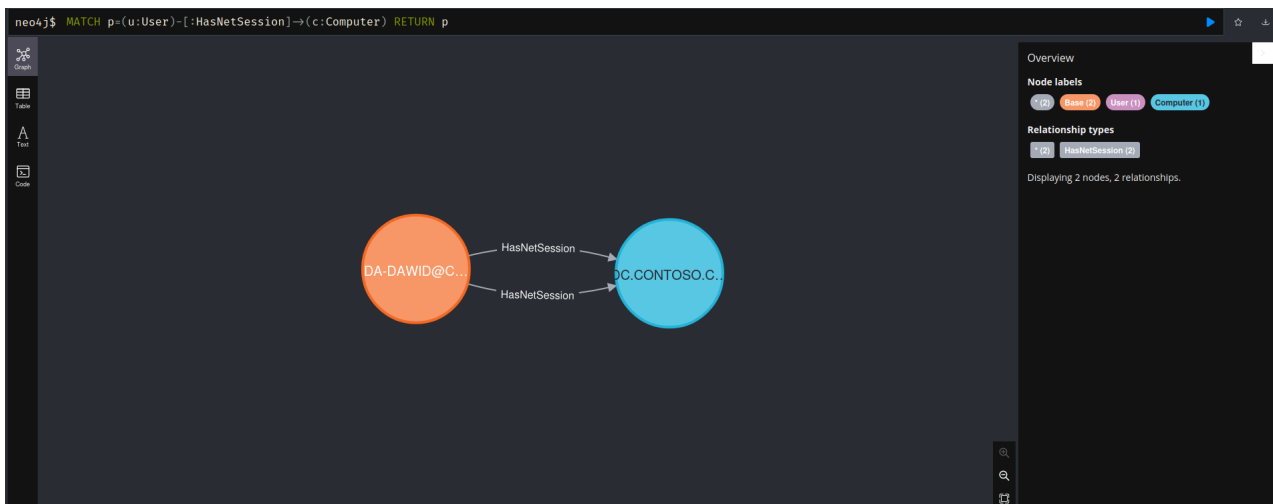 neo4j$ MATCH p=(u:User)-[:HasNetSession]→(c:Computer) RETURN p
Graph
Table
A
Text
Code
DA-DAWID@C...
HasNetSession
HasNetSession
DC.CONTOSO.C...
Overview
Node labels
* (2) Base (2) User (1) Computer (1)
Relationship types
* (2) HasNetSession (2)
Displaying 2 nodes, 2 relationships.